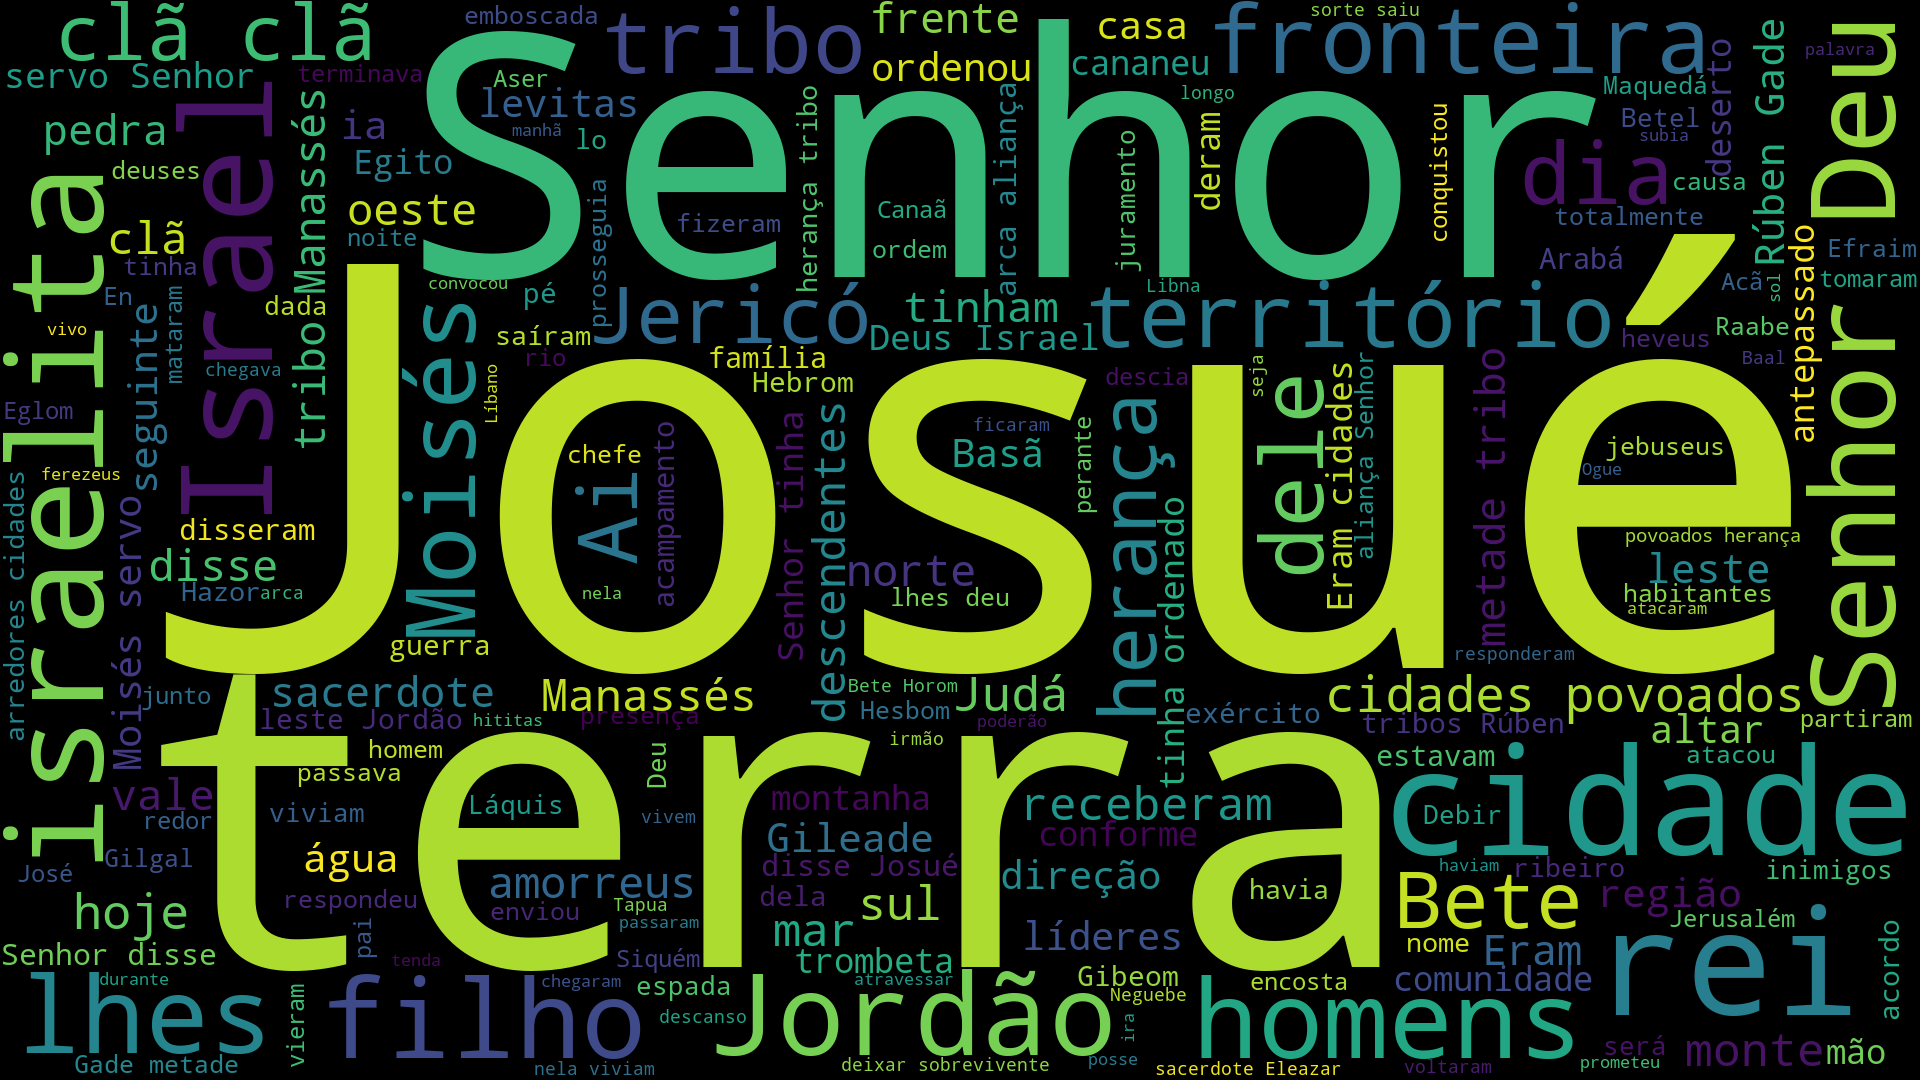 clã clã
emboscada
tribo
frente
casa
sorte saiu
fronteira
palavra
servo Senhor
terminava
Aser
Senhor
ordenou
cananeu
Maquedá
Rúben Gade
Senhor Deu
pedra
ia
levitas
manhã
lo
longo
Betel
subia
deserto
deuses
Israel
tribo Manassés
Egito
herança tribo
arca aliança
juramento
deram
conquistou
dia
causa
israelita
clã
oeste
noite
prosseguia
fizeram
Canaã
ordem
totalmente
Arabá
antepassado
Efraim
tinha
En
seguinte
mataram
dada
convocou
pé
Jericó
tinham
Libna
território
Acã
sol
tomaram
vivo
chegava
Moisés
saíram
rio
Deus Israel
heveus
Raabe
Baal
Eglom
Líbano
família
Hebrom
descia
seja
Josué
ferezeus
arredores cidades
Moisés servo
disseram
chefe
Ai
acampamento
Senhor tinha
descendentes
ficaram
Basã
perante
herança
tinha ordenado
dele
Eram cidades
aliança Senhor
metade tribo
jebuseus
Ogue
disse
Hazor
arca
nela
norte
lhes deu
povoados herança
leste
habitantes
atacaram
guerra
responderam
junto
sacerdote
Manassés
Bete Horom
Judá
cidades povoados
leste Jordão
hititas
presença
Hesbom
poderão
exército
tribos Rúben
altar
partiram
terra
homem
passava
Deu
irmão
estavam
atacou
vale
redor
viviam
Láquis
vivem
montanha
receberam
cidade
Debir
Gilgal
água
Gileade
conforme
José
amorreus
disse Josué
direção
haviam
ribeiro
inimigos
hoje
respondeu
enviou
Tapua
dela
sul
havia
Bete
região
Jerusalém
pai
passaram
mar
líderes
nome
Eram
rei
acordo
Senhor disse
tenda
Siquém
trombeta
Gibeom
comunidade
lhes
durante
vieram
filho
chegaram
espada
Jordão
atravessar
Neguebe
encosta
homens
descanso
ira
será
monte
mão
Gade metade
nela viviam
deixar sobrevivente
posse
sacerdote Eleazar
voltaram
prometeu